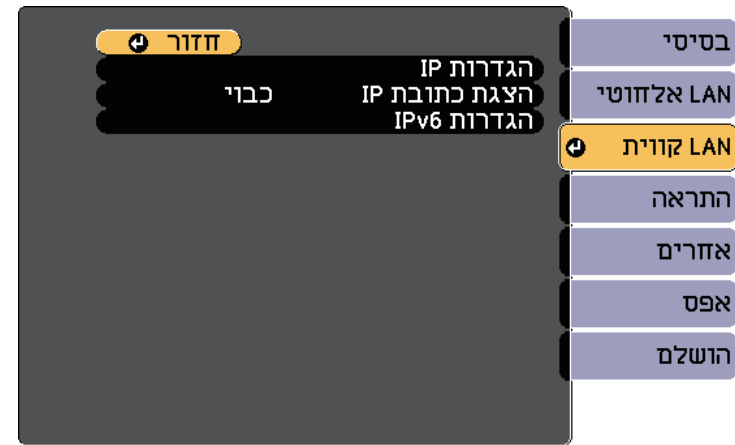 בסיסי
LAN אלחוטי
LAN קווית
התראה
אחרים
אפס
הושלם
חזור
הגדרות IP
הצגת כתובת IP כבוי
הגדרות IPv6